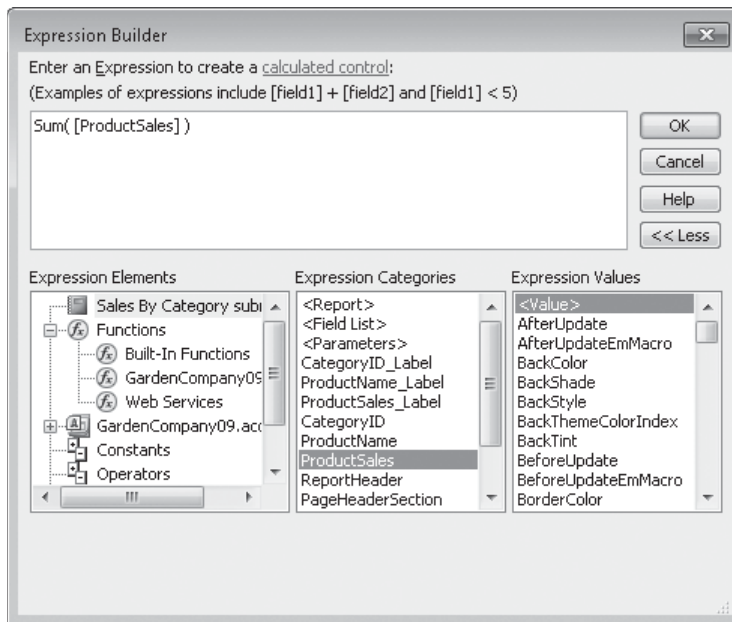 Expression Builder
Enter an Expression to create a calculated control:
(Examples of expressions include [field1] + [field2] and [field1] < 5)
Sum( [ProductSales] )
OK
Cancel
Help
<< Less
Expression Elements
Sales By Category subr
Functions
Built-In Functions
GardenCompany09
Web Services
GardenCompany09.acc
Constants
Operators
Expression Categories
<Report>
<Field List>
<Parameters>
CategoryID_Label
ProductName_Label
ProductSales_Label
CategoryID
ProductName
ProductSales
ReportHeader
PageHeaderSection
Expression Values
<Value>
AfterUpdate
AfterUpdateEmMacro
BackColor
BackShade
BackStyle
BackThemeColorIndex
BackTint
BeforeUpdate
BeforeUpdateEmMacro
BorderColor